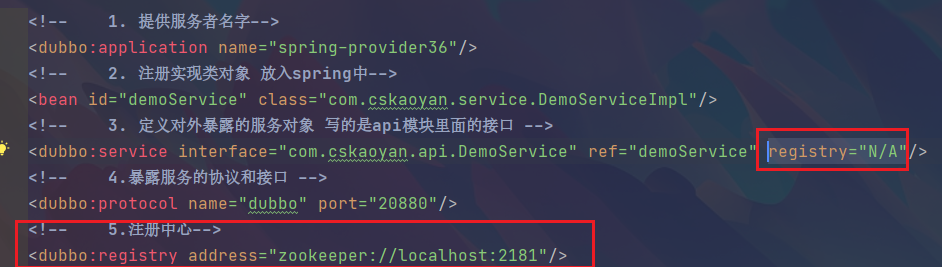 <!--    1. 提供服务者名字-->
<dubbo:application name="spring-provider36"/>
<!--    2. 注册实现类对象 放入spring中-->
<bean id="demoService" class="com.cskaoyan.service.DemoServiceImpl"/>
<!--    3. 定义对外暴露的服务对象 写的是api模块里面的接口 -->
<dubbo:service interface="com.cskaoyan.api.DemoService" ref="demoService" registry="N/A"/>
<!--    4.暴露服务的协议和接口 -->
<dubbo:protocol name="dubbo" port="20880"/>
<!--    5.注册中心-->
<dubbo:registry address="zookeeper://localhost:2181"/>